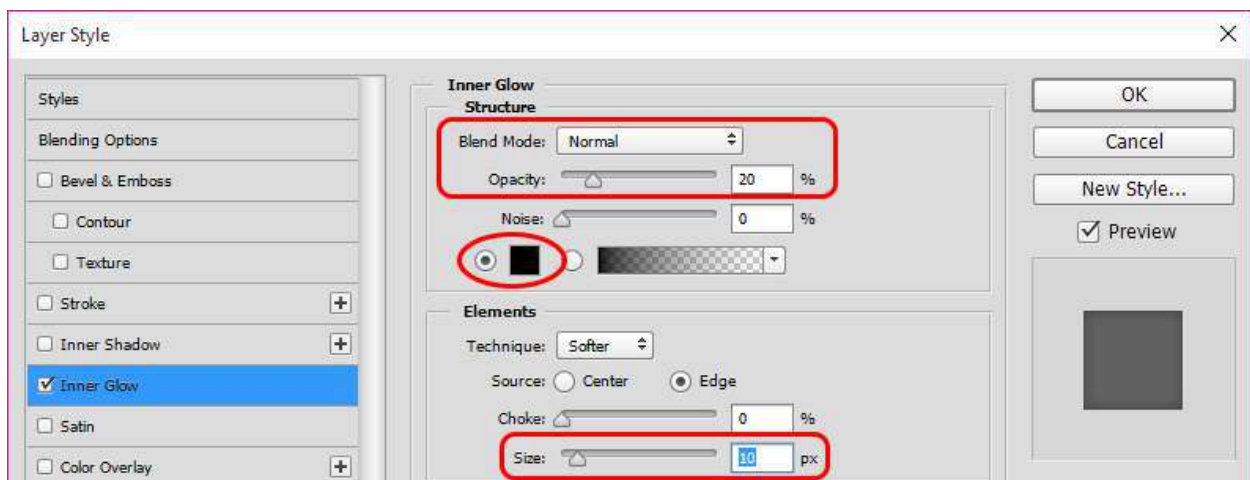 Layer Style
Styles
Blending Options
Bevel & Emboss
Contour
Texture
Stroke
Inner Shadow
Inner Glow
Satin
Color Overlay
Inner Glow
Structure
Blend Mode: Normal
Opacity: 20 %
Noise: 0 %
Elements
Technique: Softer
Source: Center Edge
Choke: 0 %
Size: 10 px
OK
Cancel
New Style...
Preview